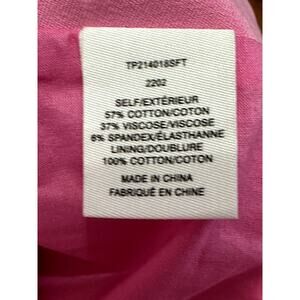 TP214018SFT
2202
SELF/EXTÉRIEUR
57% COTTON/COTON
37% VISCOSE/VISCOSE
6% SPANDEX/ÉLASTHANNE
LINING/DOUBLURE
100% COTTON/COTON
MADE IN CHINA
FABRIQUÉ EN CHINE